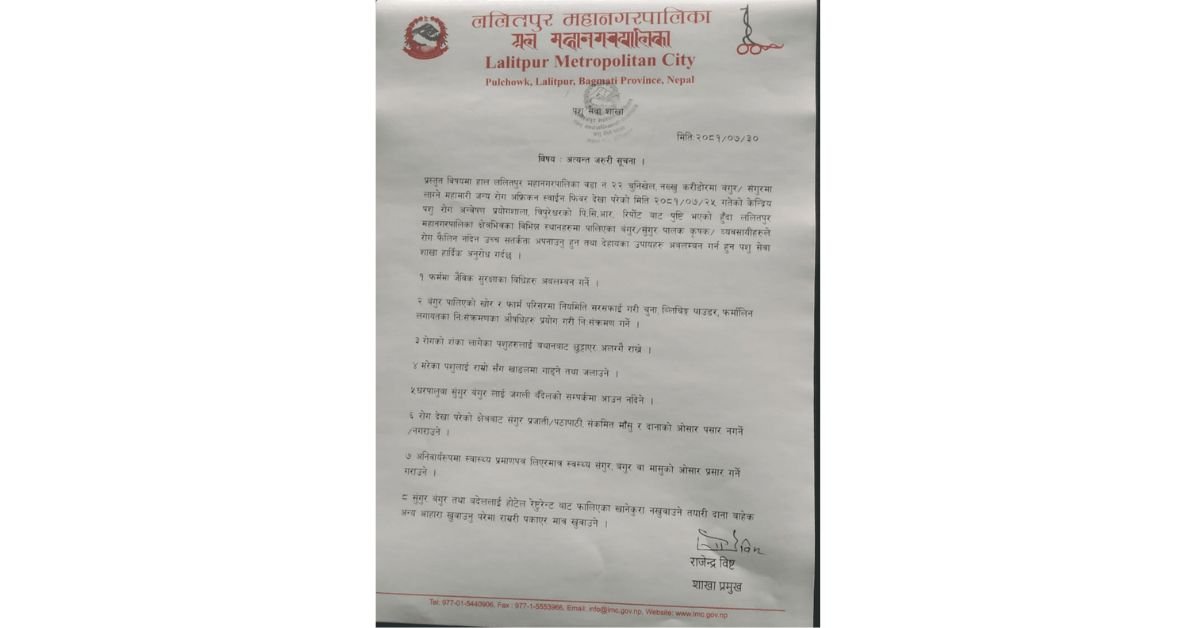 ललितपुर महानगरपालिका
Lalitpur Metropolitan City
Pulchowk, Lalitpur, Bagmati Province, Nepal
पशु सेवा शाखा
मिति:२०८१/०७/३०
विषय : अत्यन्त जरुरी सूचना ।
प्रस्तुत बिषयमा हाल ललितपुर महानगरपालिका वडा न २२ चुनिखेल, नख्खु करीडोरमा बंगुर/ संगुरमा
लाग्ने महामारी जन्य रोग अफ्रिकन स्वाईन फिवर देखा परेको मिति २०८१/०७/२५ गतेको केन्द्रिय
पशु रोग अन्वेषण प्रयोगशाला, त्रिपुरेश्वरको पि.सि.आर. रिर्पोट बाट पुष्टि भएको हुँदा ललितपुर
महानगरपालिका क्षेत्रभित्रका विभिन्न स्थानहरुमा पालिएका बंगुर/सुंगुर पालक कृषक/ व्यवसायीहरुले
रोग फैलिन नदिन उच्च सतर्कता अपनाउनु हुन तथा देहायका उपायहरु अवलम्बन गर्न हुन पशु सेवा
शाखा हार्दिक अनुरोध गर्दछ ।
१ फर्ममा जैविक सुरक्षाका विधिहरु अबलम्बन गर्ने ।
२ बंगुर पालिएको खोर र फार्म परिसरमा नियमिति सरसफाई गरी चुना, ब्लिचिङ पाउडर, फर्मालिन
लगायतका नि:संक्रमणका औषधिहरु प्रयोग गरी नि:संक्रमण गर्ने ।
३ रोगको शंका लागेका पशुहरुलाई बथानबाट छुट्टाएर अलग्गै राख्ने ।
४ मरेका पशुलाई राम्रो सँग खाडलमा गाड्ने तथा जलाउने ।
५ घरपालुवा सुंगुर बंगुर लाई जंगली बँदेलको सम्पर्कमा आउन नदिने ।
६ रोग देखा परेको क्षेत्रबाट संगुर प्रजाती/पठापाठी, संक्रमित माँसु र दानाको ओसार पसार नगर्ने
/नगराउने ।
७ अनिवार्यरुपमा स्वास्थ्य प्रमाणपत्र लिएरमात्र स्वस्थ्य सुंगुर, बंगुर वा मासुको ओसार प्रसार गर्ने
गराउने ।
८ सुंगुर बंगुर तथा बदेललाई होटेल रेष्टुरेन्ट बाट फालिएका खानेकुरा नखुवाउने तयारी दाना बाहेक
अन्य आहारा खुवाउनु परेमा राम्ररी पकाएर मात्र खुवाउने ।
राजेन्द्र विष्ट
शाखा प्रमुख
Tel: 977-01-5440906, Fax : 977-1-5553966, Email: info@lmc.gov.np, Website: www.lmc.gov.np